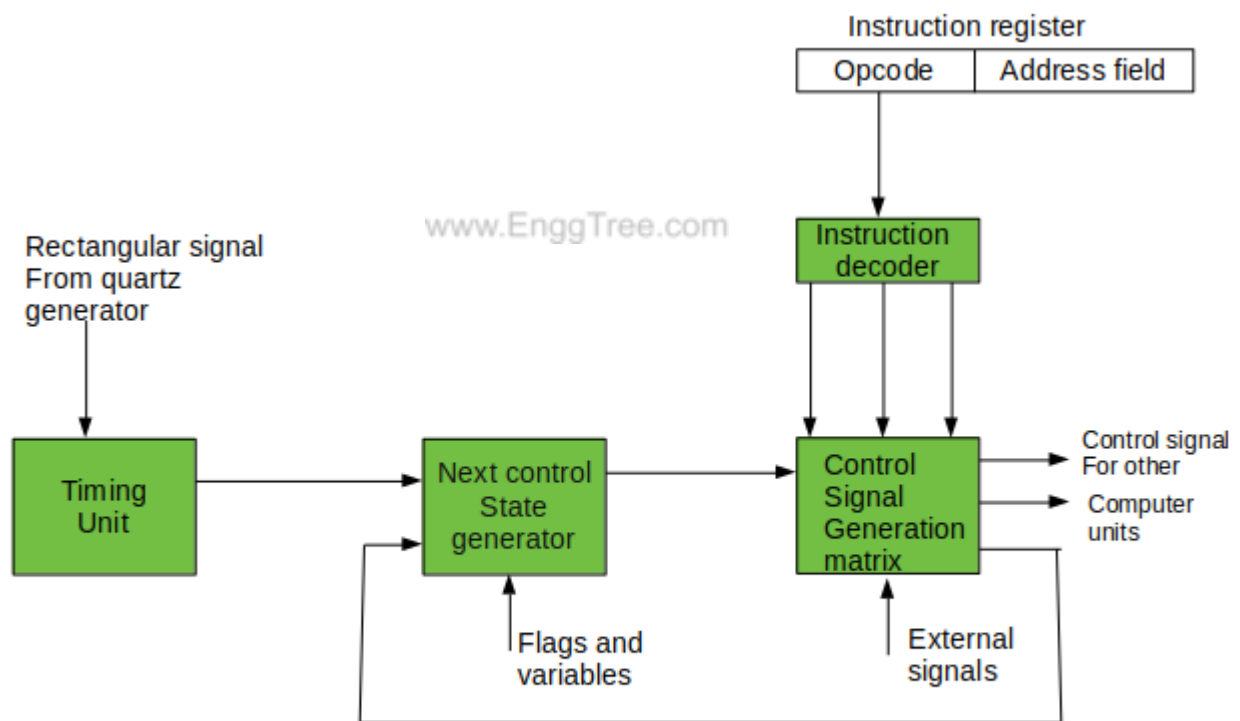 Instruction register
Opcode
Address field
www.EnggTree.com
Instruction
decoder
Rectangular signal
From quartz
generator
Timing
Unit
Next control
State
generator
Control
Signal
Generation
matrix
Control signal
For other
Computer
units
Flags and
variables
External
signals